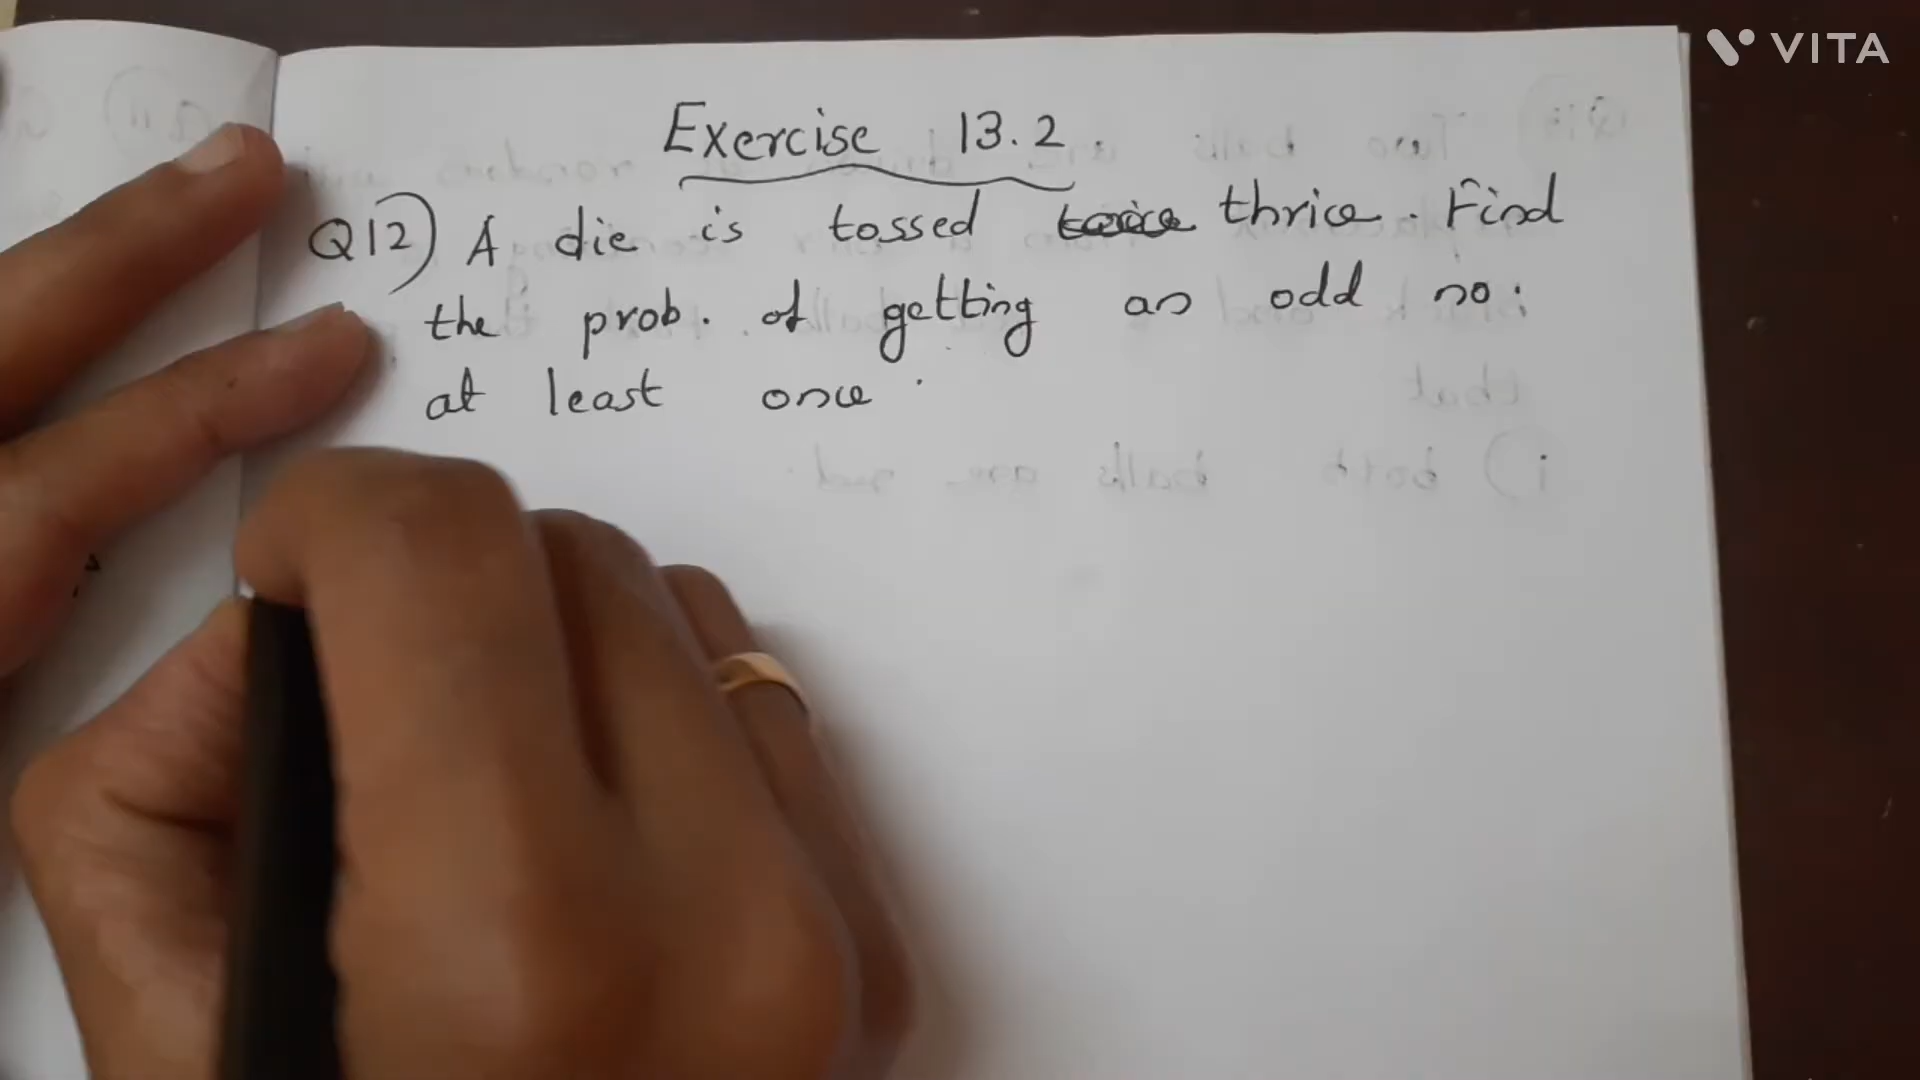 VITA
Exercise 13.2.
Q12) A die is tossed twice thrice. Find
the prob. of getting an odd no:
at least once.